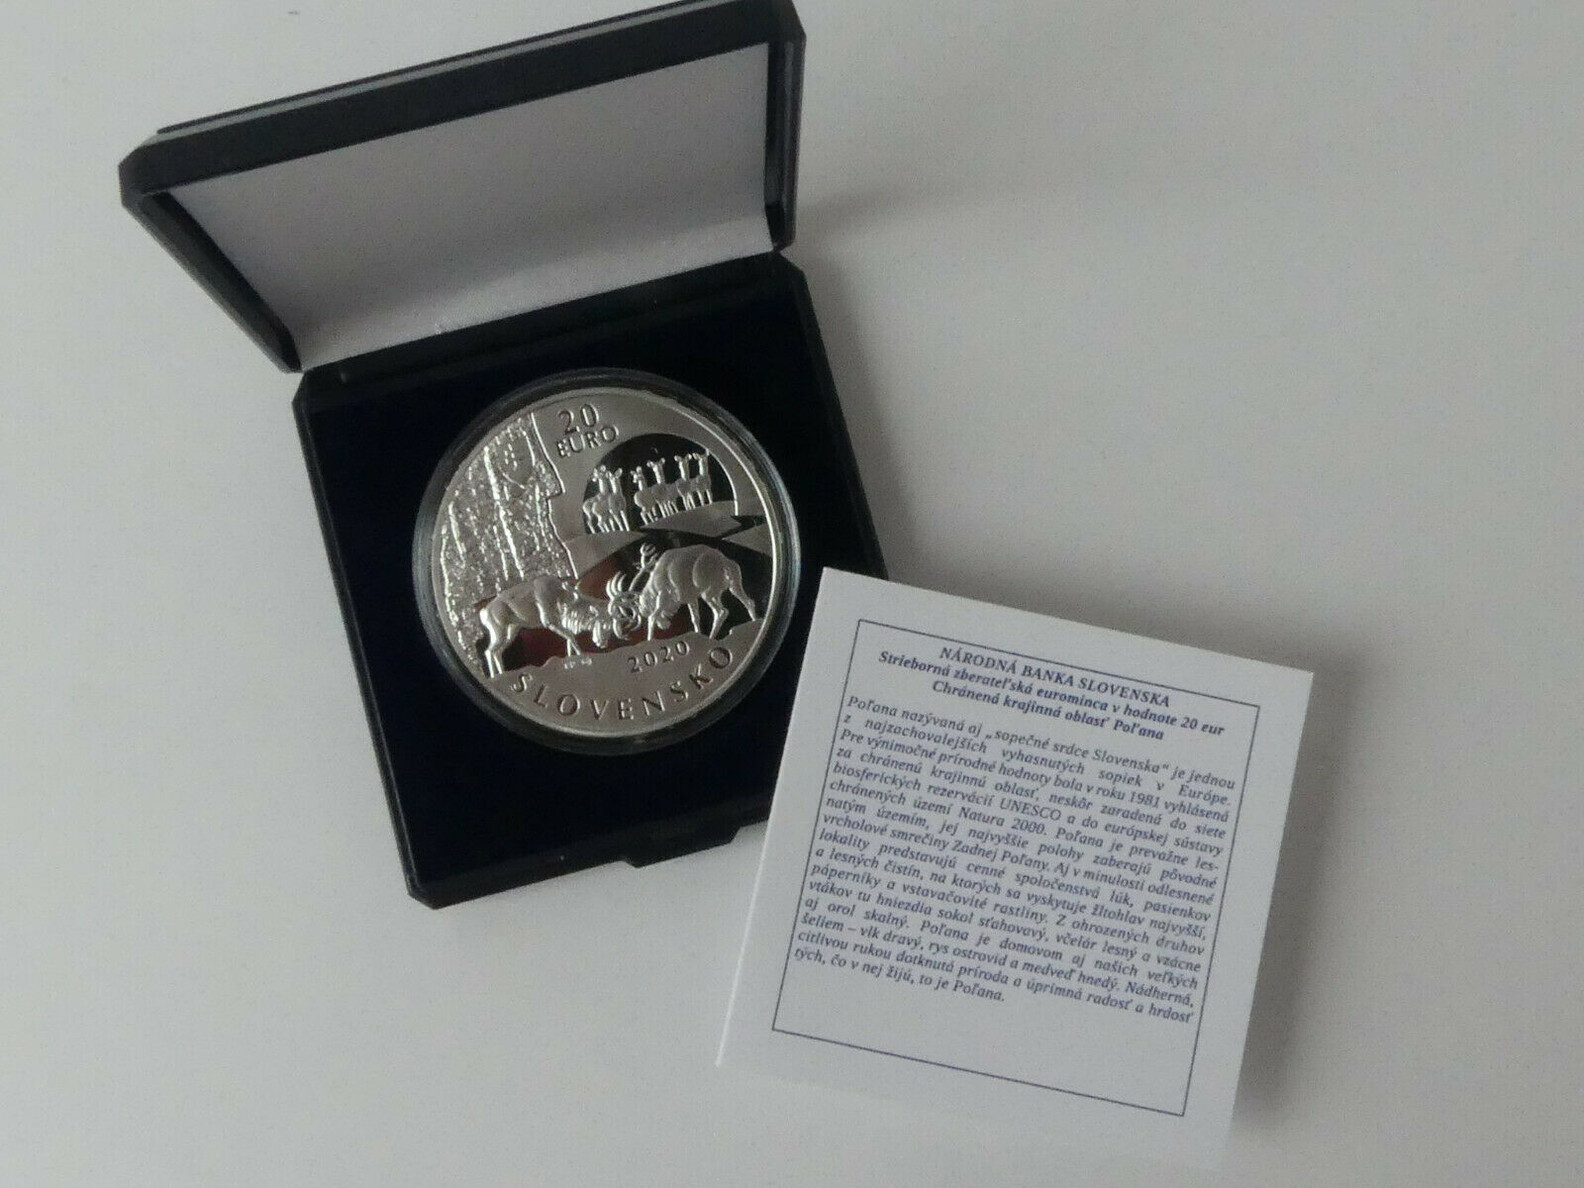 20
EURO
2020
SLOVENSKO
NÁRODNÁ BANKA SLOVENSKA
Strieborná zberateľská eurominca v hodnote 20 eur
Chránená krajinná oblasť Poľana
Poľana nazývaná aj „sopečné srdce Slovenska“ je jednou
z najzachovalejších vyhasnutých sopiek v Európe.
Pre výnimočné prírodné hodnoty bola v roku 1981 vyhlásená
za chránenú krajinnú oblasť, neskôr zaradená do siete
biosferických rezervácií UNESCO a do európskej sústavy
chránených území Natura 2000. Poľana je prevažne les-
natým územím, jej najvyššie polohy zaberajú pôvodné
vrcholové smrečiny Zadnej Poľany. Aj v minulosti odlesnené
lokality predstavujú cenné spoločenstvá lúk, pasienkov
a lesných čistín, na ktorých sa vyskytuje žltohlav najvyšší,
páperníky a vstavačovité rastliny. Z ohrozených druhov
vtákov tu hniezdia sokol sťahovavý, včelár lesný a vzácne
aj orol skalný. Poľana je domovom aj našich veľkých
šeliem – vlk dravý, rys ostrovid a medveď hnedý. Nádherná,
citlivou rukou dotknutá príroda a úprimná radosť a hrdosť
tých, čo v nej žijú, to je Poľana.